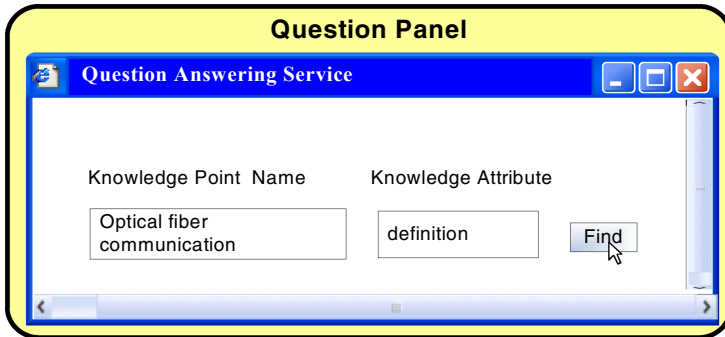 Question Panel
Question Answering Service
Knowledge Point Name
Knowledge Attribute
Optical fiber
communication
definition
Find